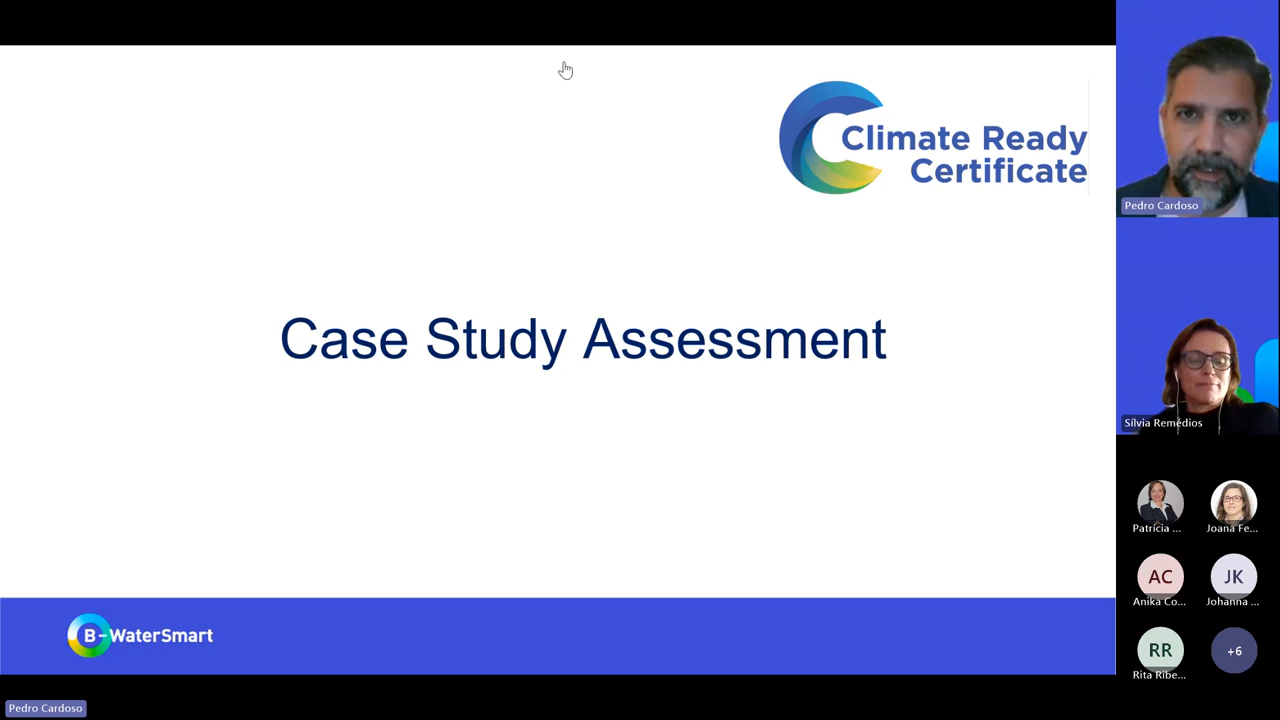 Climate Ready
Certificate
Case Study Assessment
B-WaterSmart
Pedro Cardoso
Pedro Cardoso
Sílvia Remédios
Patrícia ...
Joana Fe...
AC
JK
Anika Co...
Johanna ...
RR
+6
Rita Ribe...